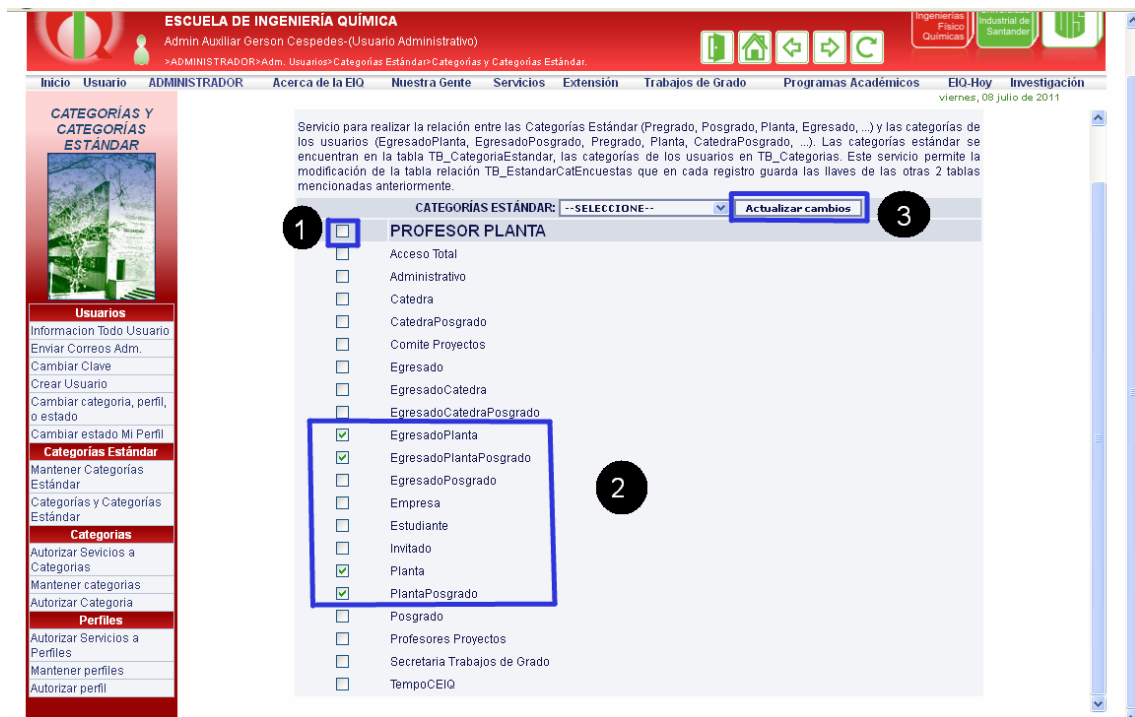 ESCUELA DE INGENIERÍA QUÍMICA
Admin Auxiliar Gerson Cespedes-(Usuario Administrativo)
>ADMINISTRADOR>Adm. Usuarios>Categorías Estándar>Categorías y Categorías Estándar.
Ingenierías
Físico
Químicas
Universidad
Industrial de
Santander
Inicio Usuario ADMINISTRADOR Acerca de la EIQ Nuestra Gente Servicios Extensión Trabajos de Grado Programas Académicos EIQ-Hoy Investigación
viernes, 08 julio de 2011
CATEGORÍAS Y
CATEGORÍAS
ESTÁNDAR
Usuarios
Informacion Todo Usuario
Enviar Correos Adm.
Cambiar Clave
Crear Usuario
Cambiar categoria, perfil,
o estado
Cambiar estado Mi Perfil
Categorías Estándar
Mantener Categorías
Estándar
Categorías y Categorías
Estándar
Categorias
Autorizar Sevicios a
Categorias
Mantener categorias
Autorizar Categoria
Perfiles
Autorizar Servicios a
Perfiles
Mantener perfiles
Autorizar perfil
Servicio para realizar la relación entre las Categorías Estándar (Pregrado, Posgrado, Planta, Egresado, ...) y las categorías de
los usuarios (EgresadoPlanta, EgresadoPosgrado, Pregrado, Planta, CatedraPosgrado, ...). Las categorías estándar se
encuentran en la tabla TB_CategoriaEstandar, las categorías de los usuarios en TB_Categorias. Este servicio permite la
modificación de la tabla relación TB_EstandarCatEncuestas que en cada registro guarda las llaves de las otras 2 tablas
mencionadas anteriormente.
CATEGORÍAS ESTÁNDAR: --SELECCIONE-- Actualizar cambios 3
1 PROFESOR PLANTA
Acceso Total
Administrativo
Catedra
CatedraPosgrado
Comite Proyectos
Egresado
EgresadoCatedra
EgresadoCatedraPosgrado
EgresadoPlanta
EgresadoPlantaPosgrado
EgresadoPosgrado 2
Empresa
Estudiante
Invitado
Planta
PlantaPosgrado
Posgrado
Profesores Proyectos
Secretaria Trabajos de Grado
TempoCEIQ